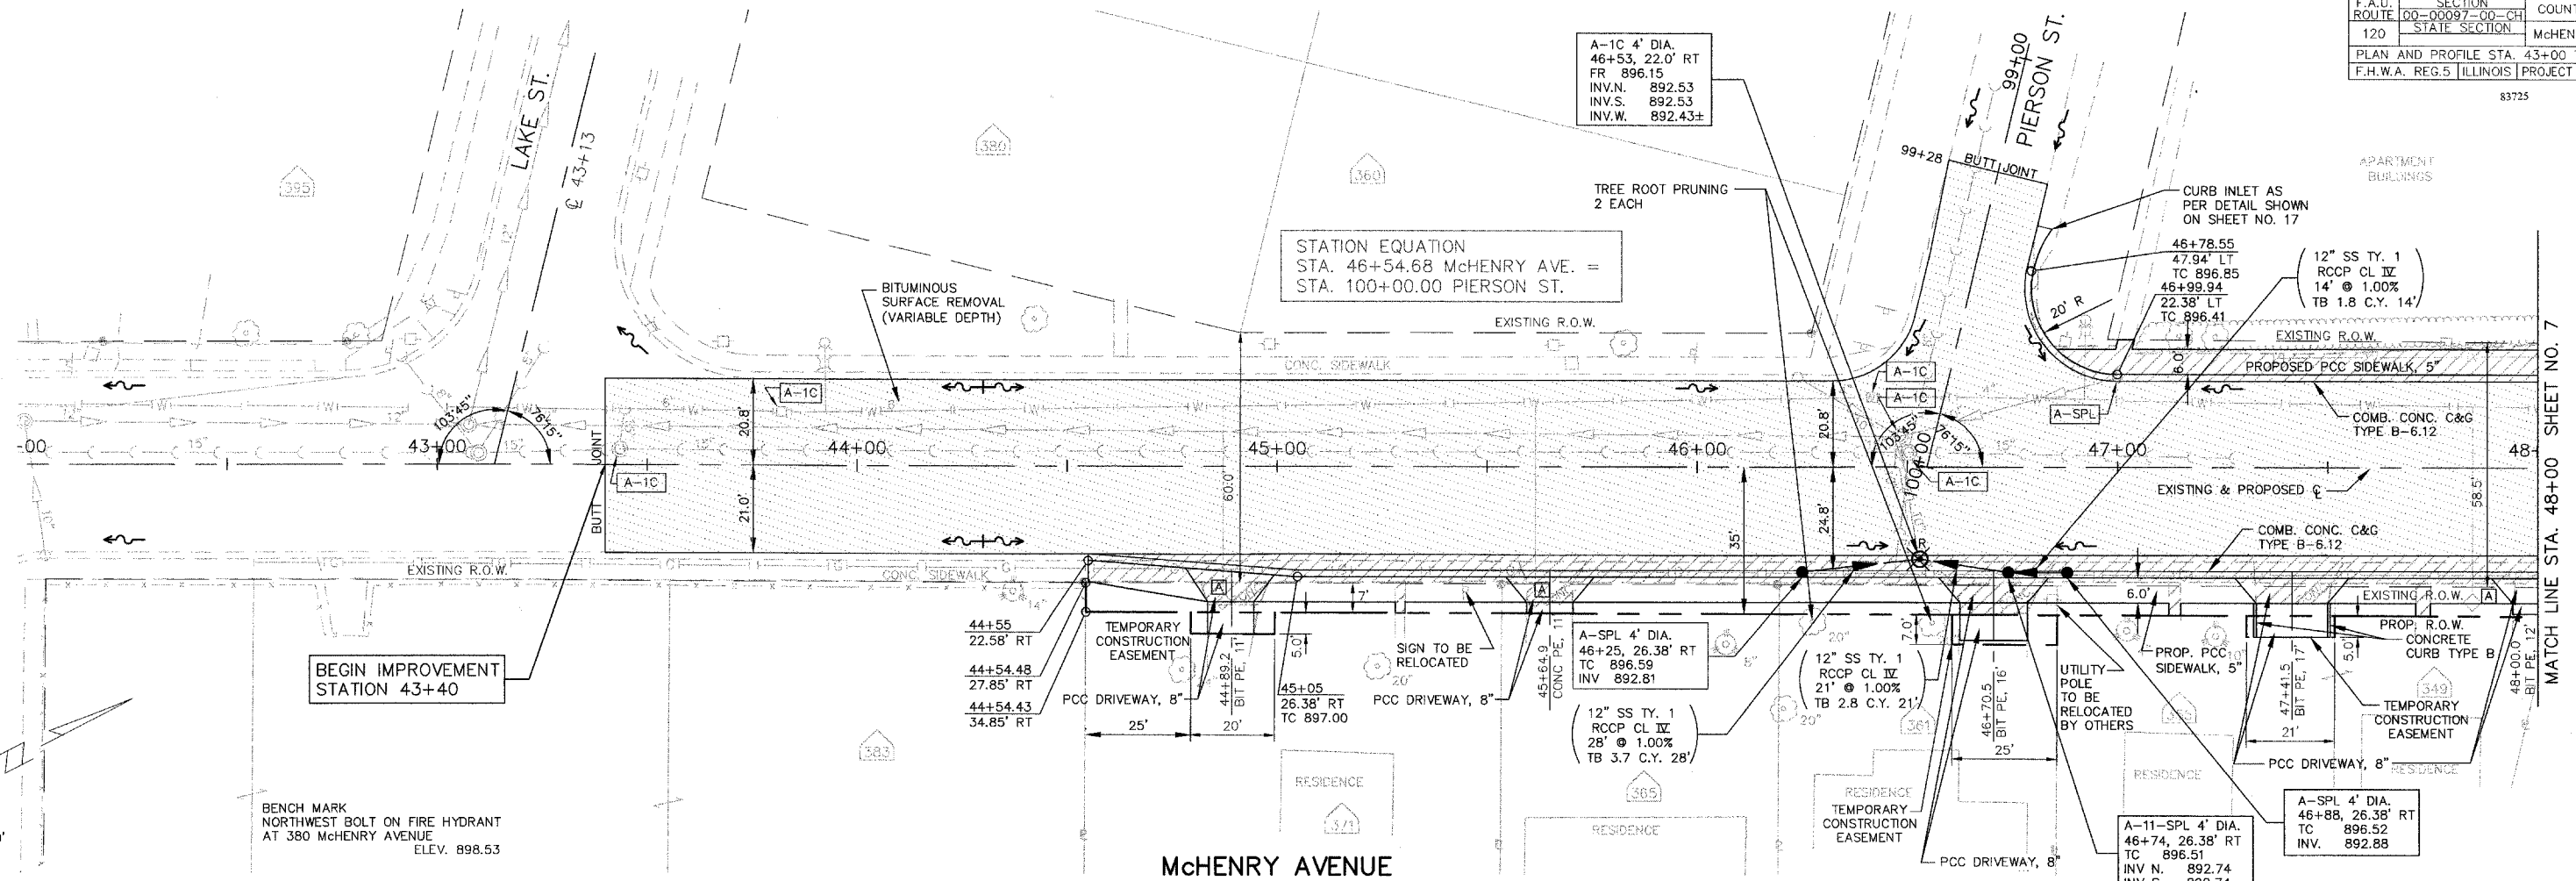 F.A.U.
ROUTE
SECTION
00-00097-00-CH
COUNT
120
STATE SECTION
McHEN
PLAN AND PROFILE STA. 43+00
F.H.W.A. REG.5 ILLINOIS PROJECT
83725
LAKE ST.
℄ 43+13
395
380
360
A-1C 4' DIA.
46+53, 22.0' RT
FR 896.15
INV.N. 892.53
INV.S. 892.53
INV.W. 892.43±
99+00
PIERSON ST.
99+28
BUTT JOINT
APARTMENT
BUILDINGS
TREE ROOT PRUNING
2 EACH
CURB INLET AS
PER DETAIL SHOWN
ON SHEET NO. 17
46+78.55
47.94' LT
TC 896.85
46+99.94
22.38' LT
TC 896.41
12" SS TY. 1
RCCP CL IV
14' @ 1.00%
TB 1.8 C.Y. 14'
20' R
STATION EQUATION
STA. 46+54.68 McHENRY AVE. =
STA. 100+00.00 PIERSON ST.
BITUMINOUS
SURFACE REMOVAL
(VARIABLE DEPTH)
EXISTING R.O.W.
EXISTING R.O.W.
CONC. SIDEWALK
6.0'
PROPOSED PCC SIDEWALK, 5"
A-1C
A-1C
A-1C
A-SPL
COMB. CONC. C&G
TYPE B-6.12
103°45"
76°15"
20.8'
20.8'
103°45"
76°15"
12"
12"
15"
15"
15"
-00
43+00
44+00
45+00
46+00
47+00
48+
100+00
BUTT JOINT
A-1C
A-1C
60.0'
EXISTING & PROPOSED ℄
58.5'
21.0'
24.8'
35'
COMB. CONC. C&G
TYPE B-6.12
MATCH LINE STA. 48+00 SHEET NO. 7
R
EXISTING R.O.W.
CONC. SIDEWALK
14"
A
A
7'
6.0'
EXISTING R.O.W.
A
BEGIN IMPROVEMENT
STATION 43+40
44+55
22.58' RT
44+54.48
27.85' RT
44+54.43
34.85' RT
TEMPORARY
CONSTRUCTION
EASEMENT
PCC DRIVEWAY, 8"
44+89.2
BIT PE, 11'
5.0'
20"
45+05
26.38' RT
TC 897.00
25'
20'
SIGN TO BE
RELOCATED
PCC DRIVEWAY, 8"
45+64.9
CONC PE, 11'
A-SPL 4' DIA.
46+25, 26.38' RT
TC 896.59
INV 892.81
8"
12" SS TY. 1
RCCP CL IV
28' @ 1.00%
TB 3.7 C.Y. 28'
20"
20"
12" SS TY. 1
RCCP CL IV
21' @ 1.00%
TB 2.8 C.Y. 21'
7.0'
361
46+70.5
BIT PE, 16'
25'
UTILITY
POLE
TO BE
RELOCATED
BY OTHERS
PROP. PCC
SIDEWALK, 5"
10"
47+41.5
BIT PE, 17'
21'
PROP. R.O.W.
CONCRETE
CURB TYPE B
5.0'
349
TEMPORARY
CONSTRUCTION
EASEMENT
48+00.0
BIT PE, 12'
PCC DRIVEWAY, 8"
RESIDENCE
383
RESIDENCE
371
365
RESIDENCE
RESIDENCE
RESIDENCE
TEMPORARY
CONSTRUCTION
EASEMENT
PCC DRIVEWAY, 8"
A-11-SPL 4' DIA.
46+74, 26.38' RT
TC 896.51
INV N. 892.74
A-SPL 4' DIA.
46+88, 26.38' RT
TC 896.52
INV. 892.88
BENCH MARK
NORTHWEST BOLT ON FIRE HYDRANT
AT 380 McHENRY AVENUE
ELEV. 898.53
McHENRY AVENUE